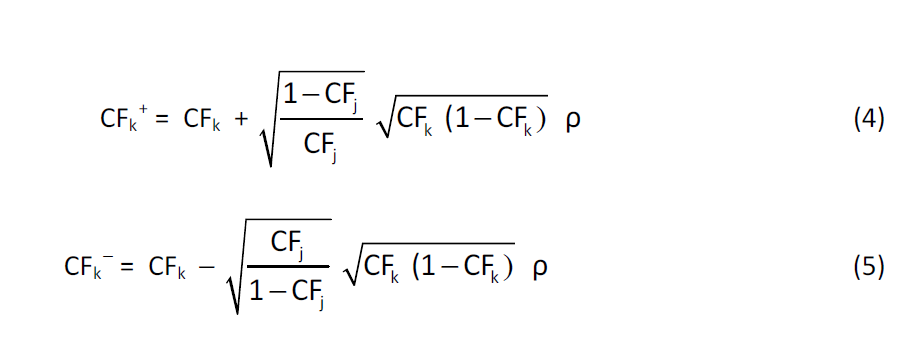 CFₖ⁺ = CFₖ + √((1−CFⱼ)/CFⱼ) √(CFₖ (1−CFₖ)) ρ (4)
CFₖ⁻ = CFₖ − √(CFⱼ/(1−CFⱼ)) √(CFₖ (1−CFₖ)) ρ (5)